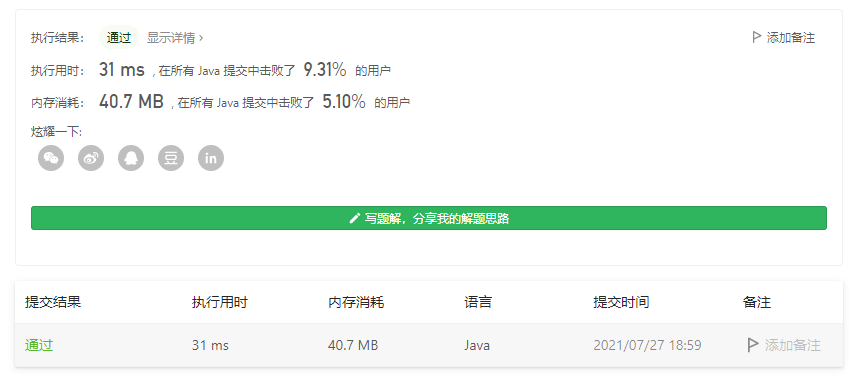 执行结果： 通过 显示详情 › 添加备注
执行用时： 31 ms , 在所有 Java 提交中击败了 9.31% 的用户
内存消耗： 40.7 MB , 在所有 Java 提交中击败了 5.10% 的用户
炫耀一下:
豆 in
写题解，分享我的解题思路
提交结果 执行用时 内存消耗 语言 提交时间 备注
通过 31 ms 40.7 MB Java 2021/07/27 18:59 添加备注